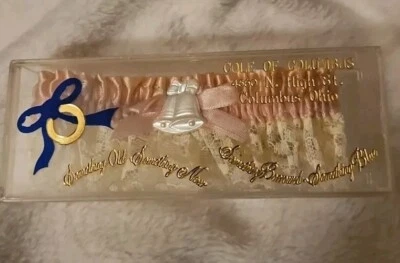 COLE OF COLUMBUS
N. High St.
Columbus Ohio
Something Old - Something New
Something Borrowed - Something Blue